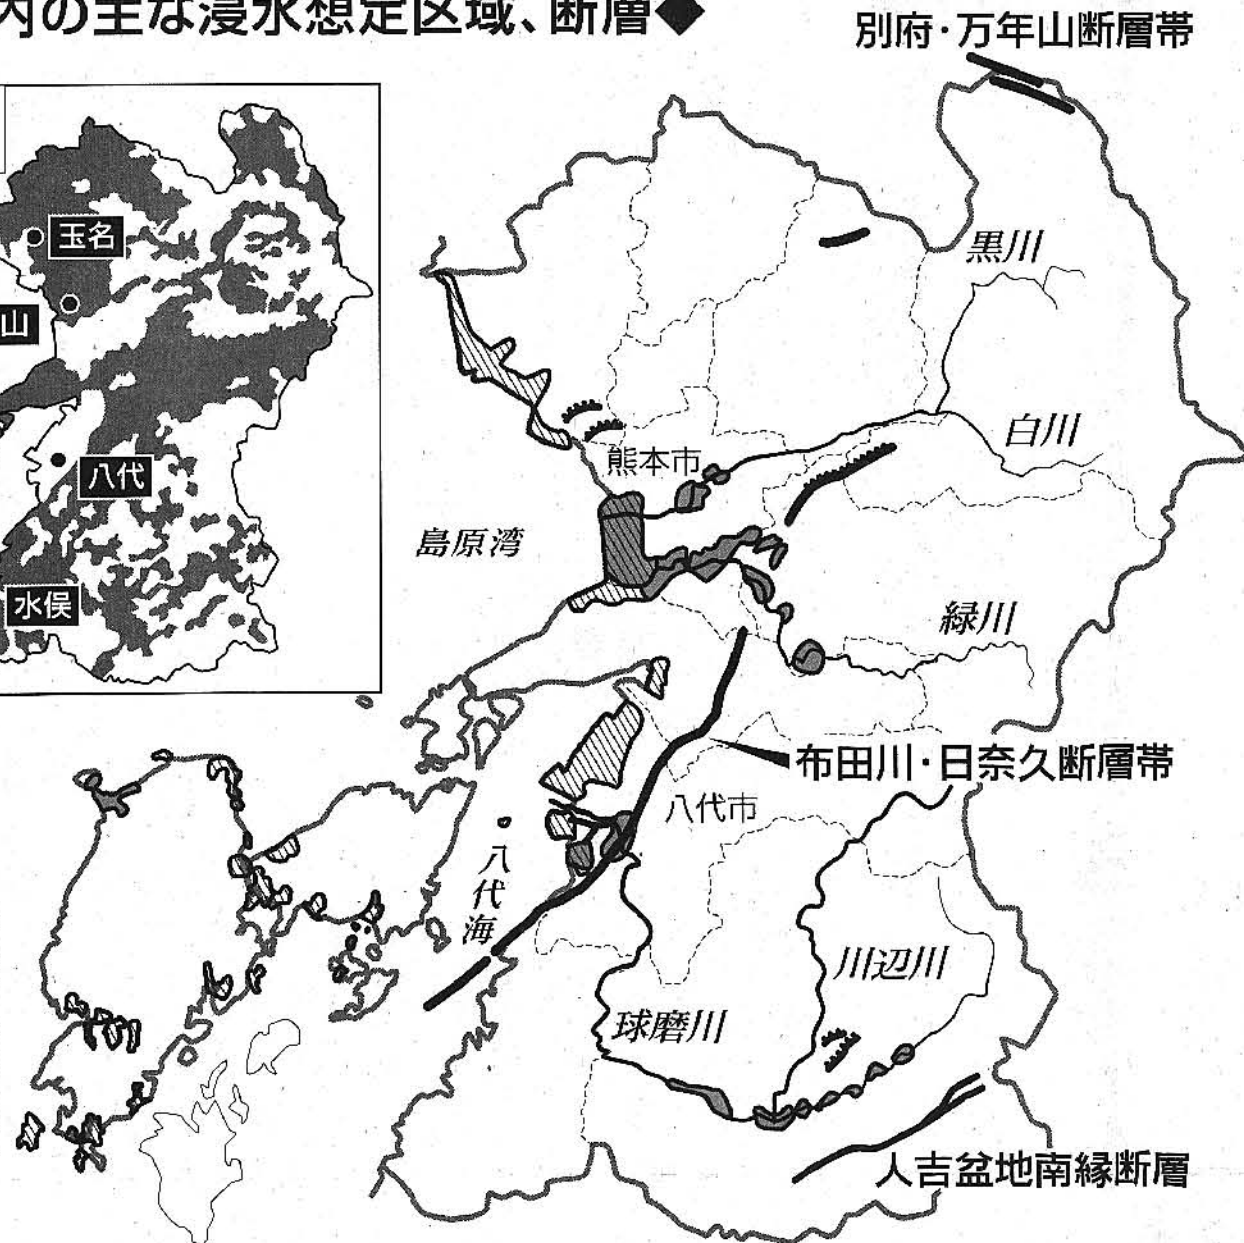 内の主な浸水想定区域、断層◆
別府・万年山断層帯
玉名
山
八代
水俣
黒川
白川
熊本市
島原湾
緑川
布田川・日奈久断層帯
八代市
八代海
川辺川
球磨川
人吉盆地南縁断層